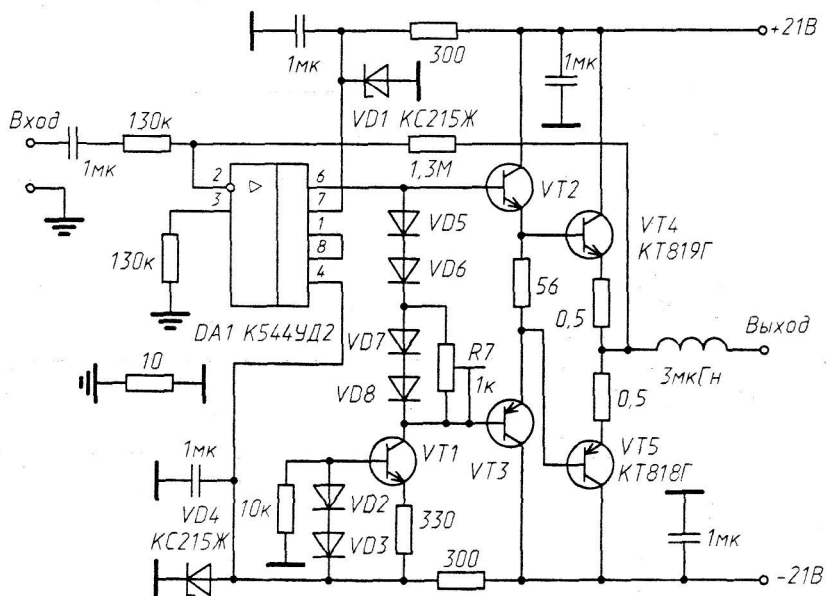 +21В
1мк
300
1мк
VD1 КС215Ж
Вход
130к
1мк
1,3М
2
3
6
7
1
8
4
VT2
VD5
VT4
КТ819Г
130к
VD6
56
0,5
DA1 К544УД2
Выход
VD7
R7
1к
3мкГн
10
VD8
0,5
VT1
VT3
VT5
КТ818Г
1мк
VD4
КС215Ж
10к
VD2
VD3
330
300
1мк
-21В